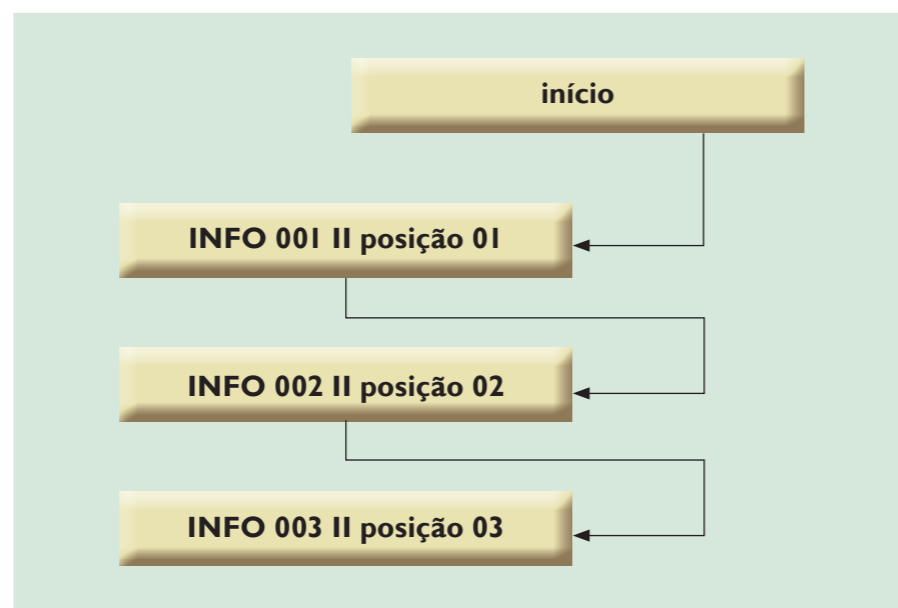 início
INFO 001 II posição 01
INFO 002 II posição 02
INFO 003 II posição 03